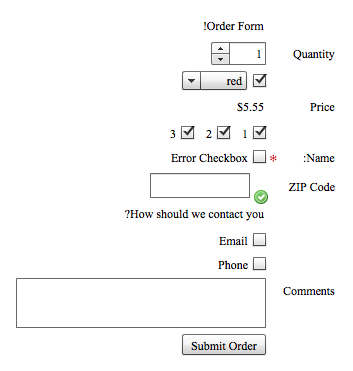 !Order Form
Quantity 1
red
Price $5.55
1 2 3
:Name * Error Checkbox
ZIP Code
?How should we contact you
Email
Phone
Comments
Submit Order